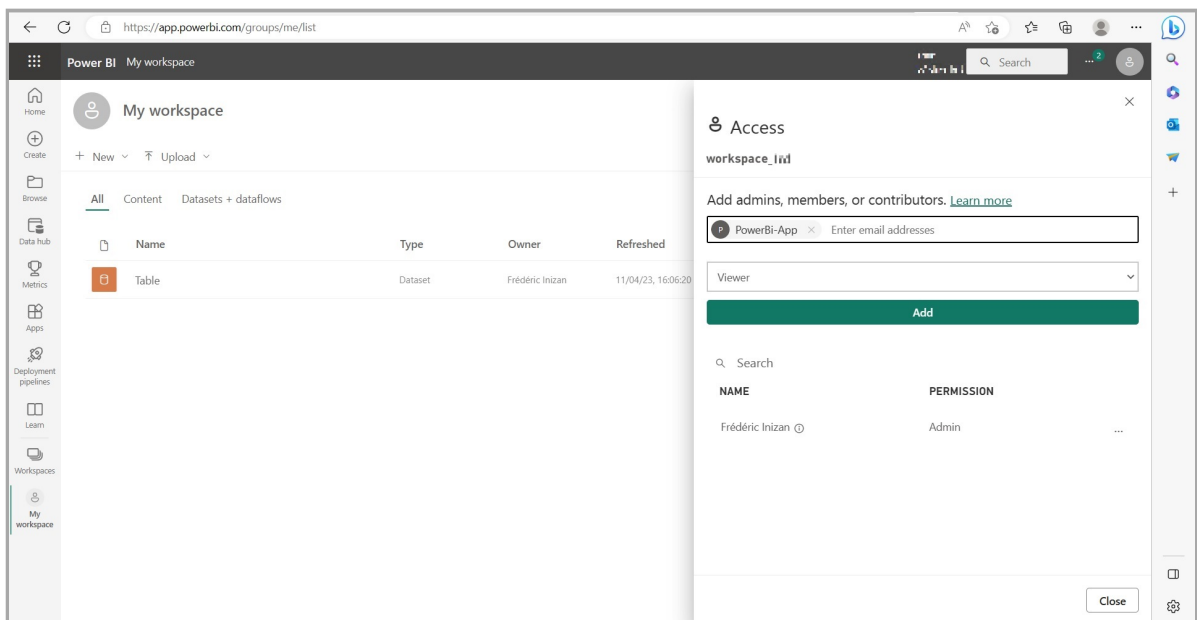 https://app.powerbi.com/groups/me/list
Power BI My workspace
Search
... 2
Home
Create
Browse
Data hub
Metrics
Apps
Deployment
pipelines
Learn
Workspaces
My
workspace
My workspace
+ New Upload
All Content Datasets + dataflows
Name Type Owner Refreshed
Table Dataset Frédéric Inizan 11/04/23, 16:06:20
Access
Add admins, members, or contributors. Learn more
P PowerBi-App × Enter email addresses
Viewer
Add
Search
NAME PERMISSION
Frédéric Inizan Admin ...
Close